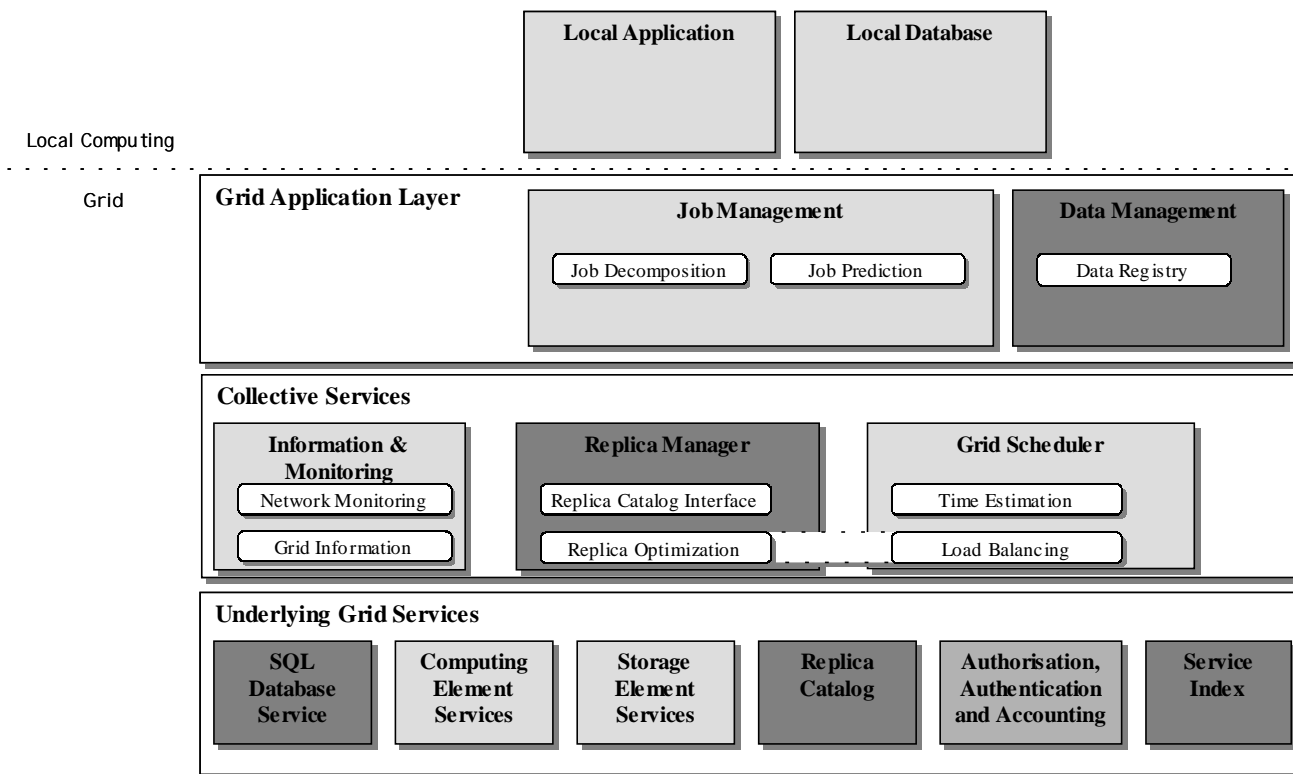 Local Application
Local Database
Local Computing
Grid
Grid Application Layer
Job Management
Data Management
Job Decomposition
Job Prediction
Data Registry
Collective Services
Information &
Monitoring
Replica Manager
Grid Scheduler
Network Monitoring
Replica Catalog Interface
Time Estimation
Grid Information
Replica Optimization
Load Balancing
Underlying Grid Services
SQL
Database
Service
Computing
Element
Services
Storage
Element
Services
Replica
Catalog
Authorisation,
Authentication
and Accounting
Service
Index